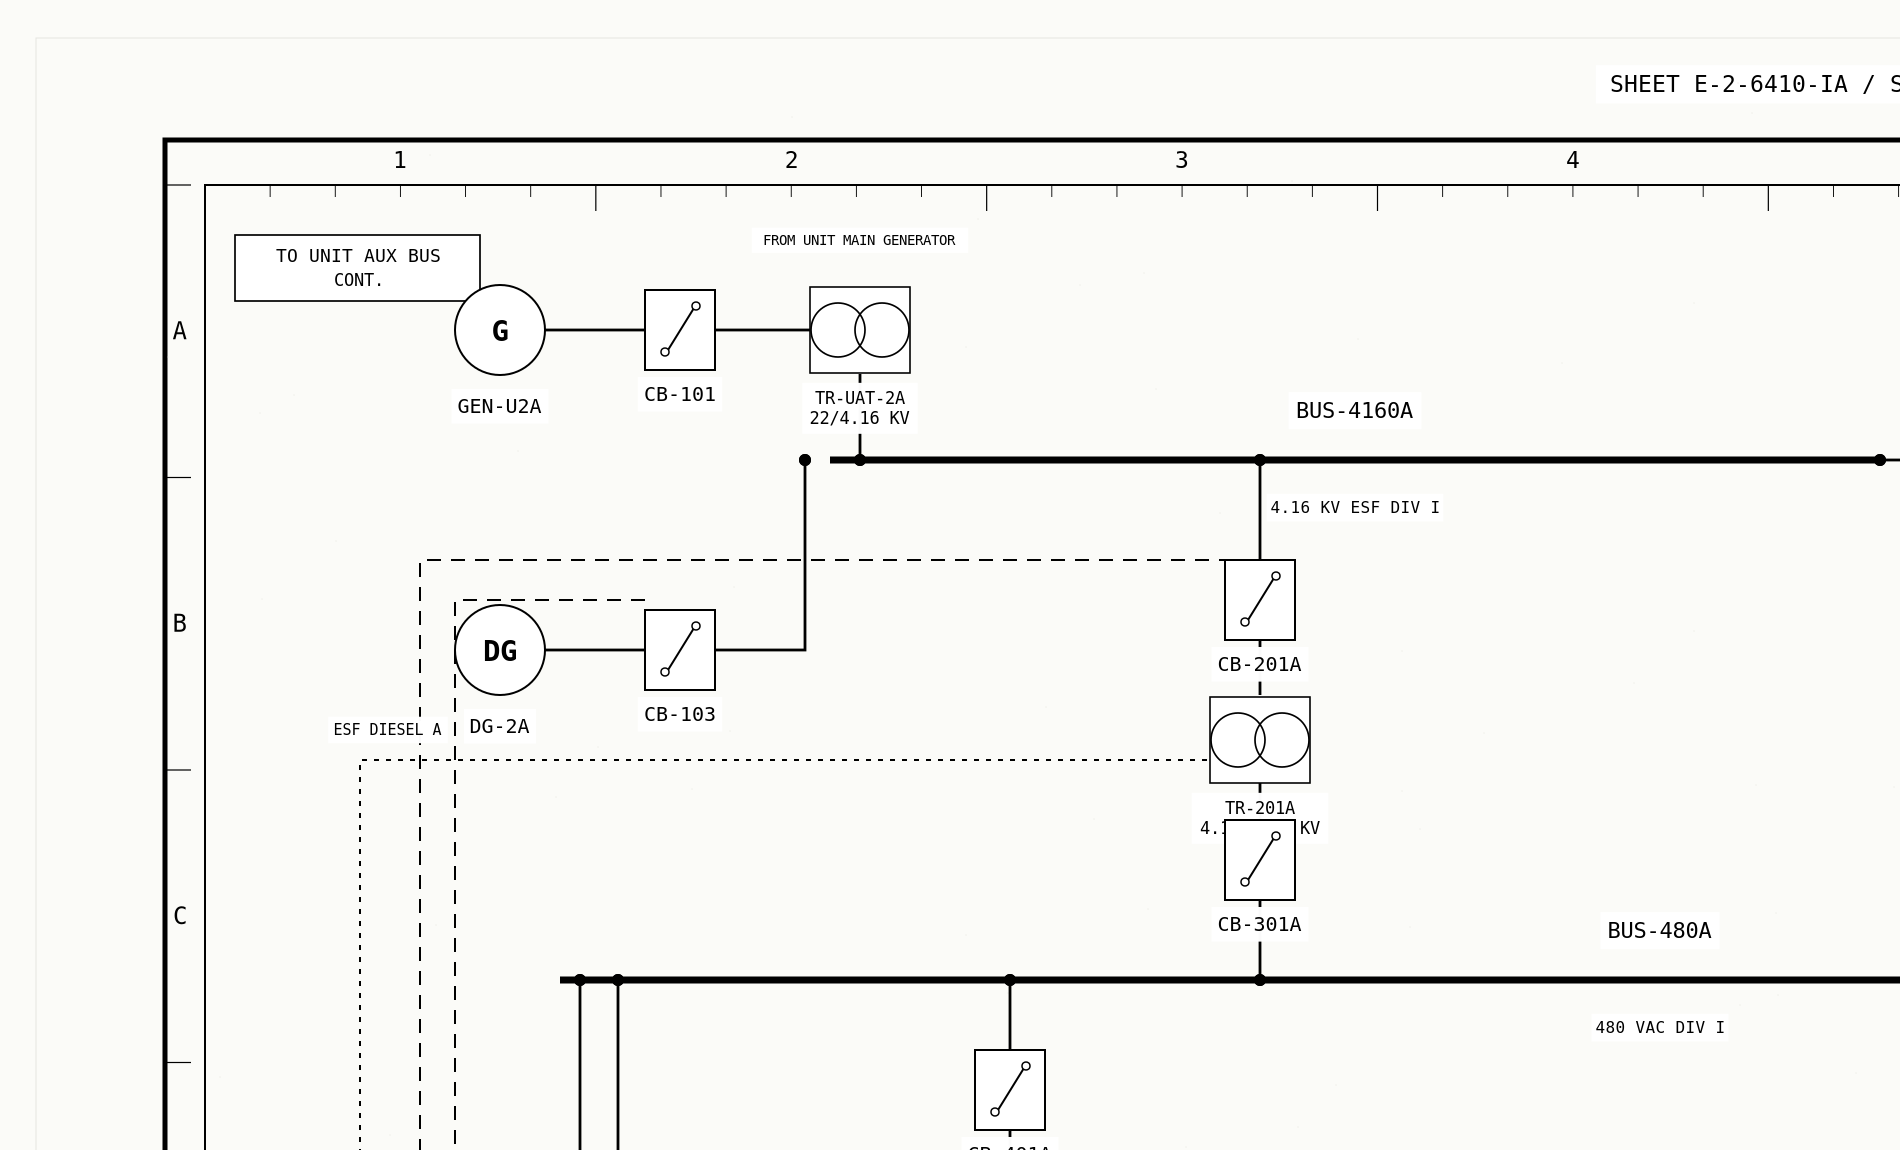 SHEET E-2-6410-IA / S
1 2 3 4
TO UNIT AUX BUS
CONT.
FROM UNIT MAIN GENERATOR
A
G
GEN-U2A
CB-101
TR-UAT-2A
22/4.16 KV
BUS-4160A
4.16 KV ESF DIV I
B
DG
DG-2A
CB-103
ESF DIESEL A
CB-201A
TR-201A
KV
CB-301A
C
BUS-480A
480 VAC DIV I